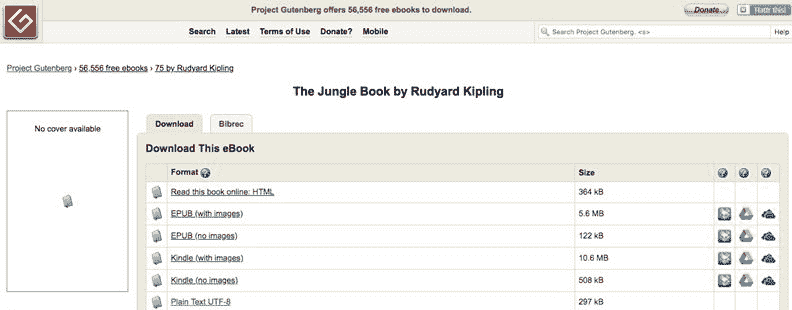 Project Gutenberg offers 56,556 free ebooks to download.
Donate
Flattr this!
Search Latest Terms of Use Donate? Mobile
Search Project Gutenberg. <s>
Help
Project Gutenberg › 56,556 free ebooks › 75 by Rudyard Kipling
The Jungle Book by Rudyard Kipling
No cover available
Download Bibrec
Download This eBook
Format Size
Read this book online: HTML 364 kB
EPUB (with images) 5.6 MB
EPUB (no images) 122 kB
Kindle (with images) 10.6 MB
Kindle (no images) 508 kB
Plain Text UTF-8 297 kB